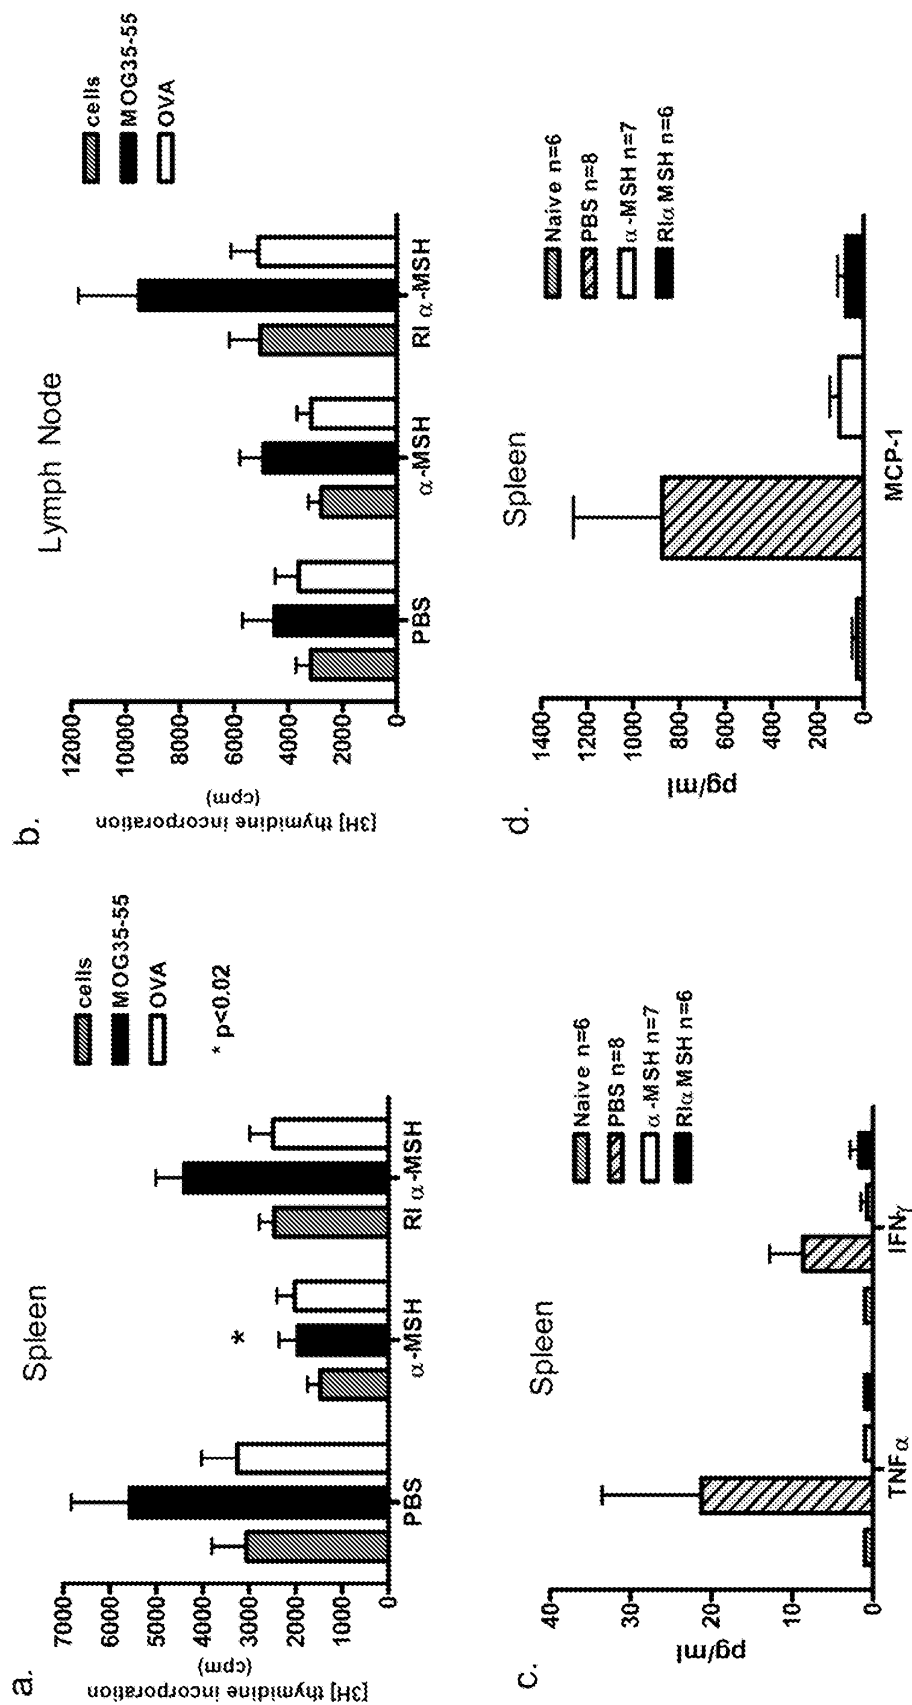 a.
Spleen
[3H] thymidine incorporation
(cpm)
7000
6000
5000
4000
3000
2000
1000
0
PBS
α-MSH
RI α-MSH
*
cells
MOG35-55
OVA
* p<0.02
b.
Lymph Node
[3H] thymidine incorporation
(cpm)
12000
10000
8000
6000
4000
2000
0
PBS
α-MSH
RI α-MSH
cells
MOG35-55
OVA
c.
Spleen
pg/ml
40
30
20
10
0
TNFα
IFNγ
Naive n=6
PBS n=8
α-MSH n=7
RIα MSH n=6
d.
Spleen
pg/ml
1400
1200
1000
800
600
400
200
0
MCP-1
Naive n=6
PBS n=8
α-MSH n=7
RIα MSH n=6